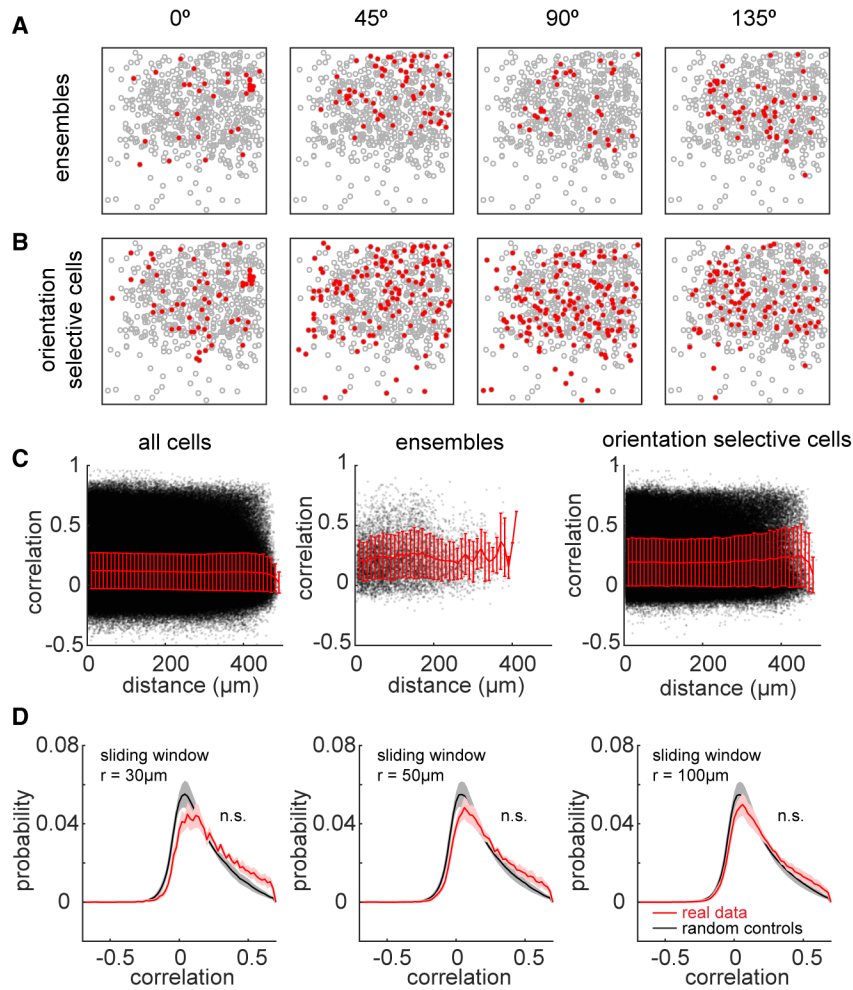 A
0º 45º 90º 135º
ensembles
B
orientation
selective cells
C
all cells
ensembles
orientation selective cells
correlation
1
0.5
0
-0.5
0 200 400
distance (µm)
correlation
1
0.5
0
-0.5
0 200 400
distance (µm)
correlation
1
0.5
0
-0.5
0 200 400
distance (µm)
D
probability
0.08
0.04
0
sliding window
r = 30µm
n.s.
-0.5 0 0.5
correlation
probability
0.08
0.04
0
sliding window
r = 50µm
n.s.
-0.5 0 0.5
correlation
probability
0.08
0.04
0
sliding window
r = 100µm
n.s.
real data
random controls
-0.5 0 0.5
correlation